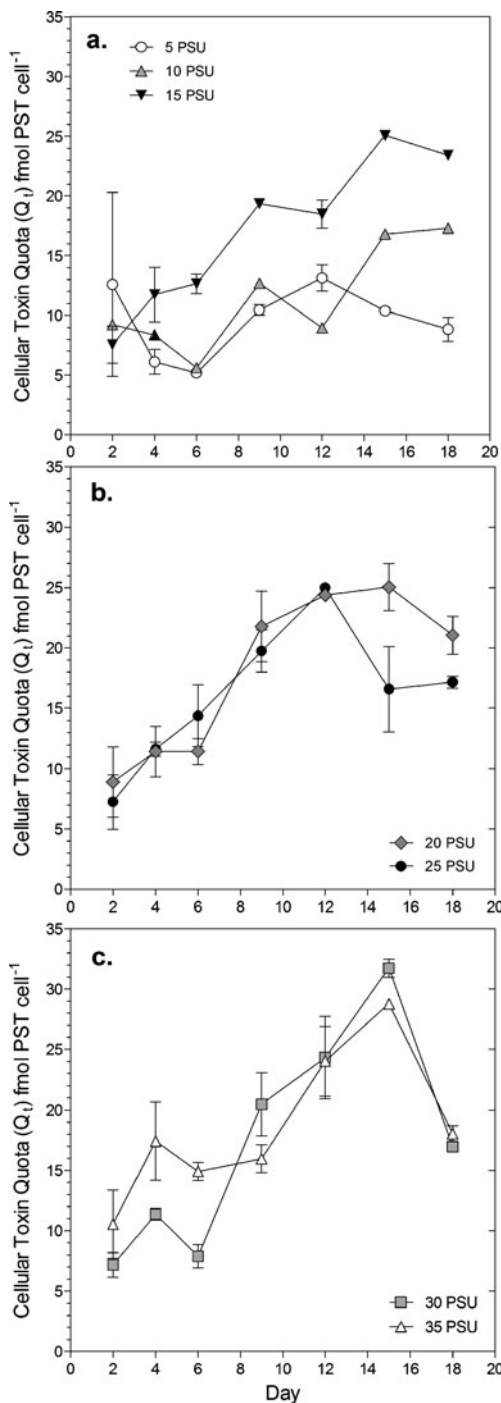 a.
5 PSU
10 PSU
15 PSU
Cellular Toxin Quota (Qt) fmol PST cell-1
35
30
25
20
15
10
5
0
0 2 4 6 8 10 12 14 16 18 20
b.
20 PSU
25 PSU
Cellular Toxin Quota (Qt) fmol PST cell-1
35
30
25
20
15
10
5
0
0 2 4 6 8 10 12 14 16 18 20
c.
30 PSU
35 PSU
Cellular Toxin Quota (Qt) fmol PST cell-1
35
30
25
20
15
10
5
0
0 2 4 6 8 10 12 14 16 18 20
Day